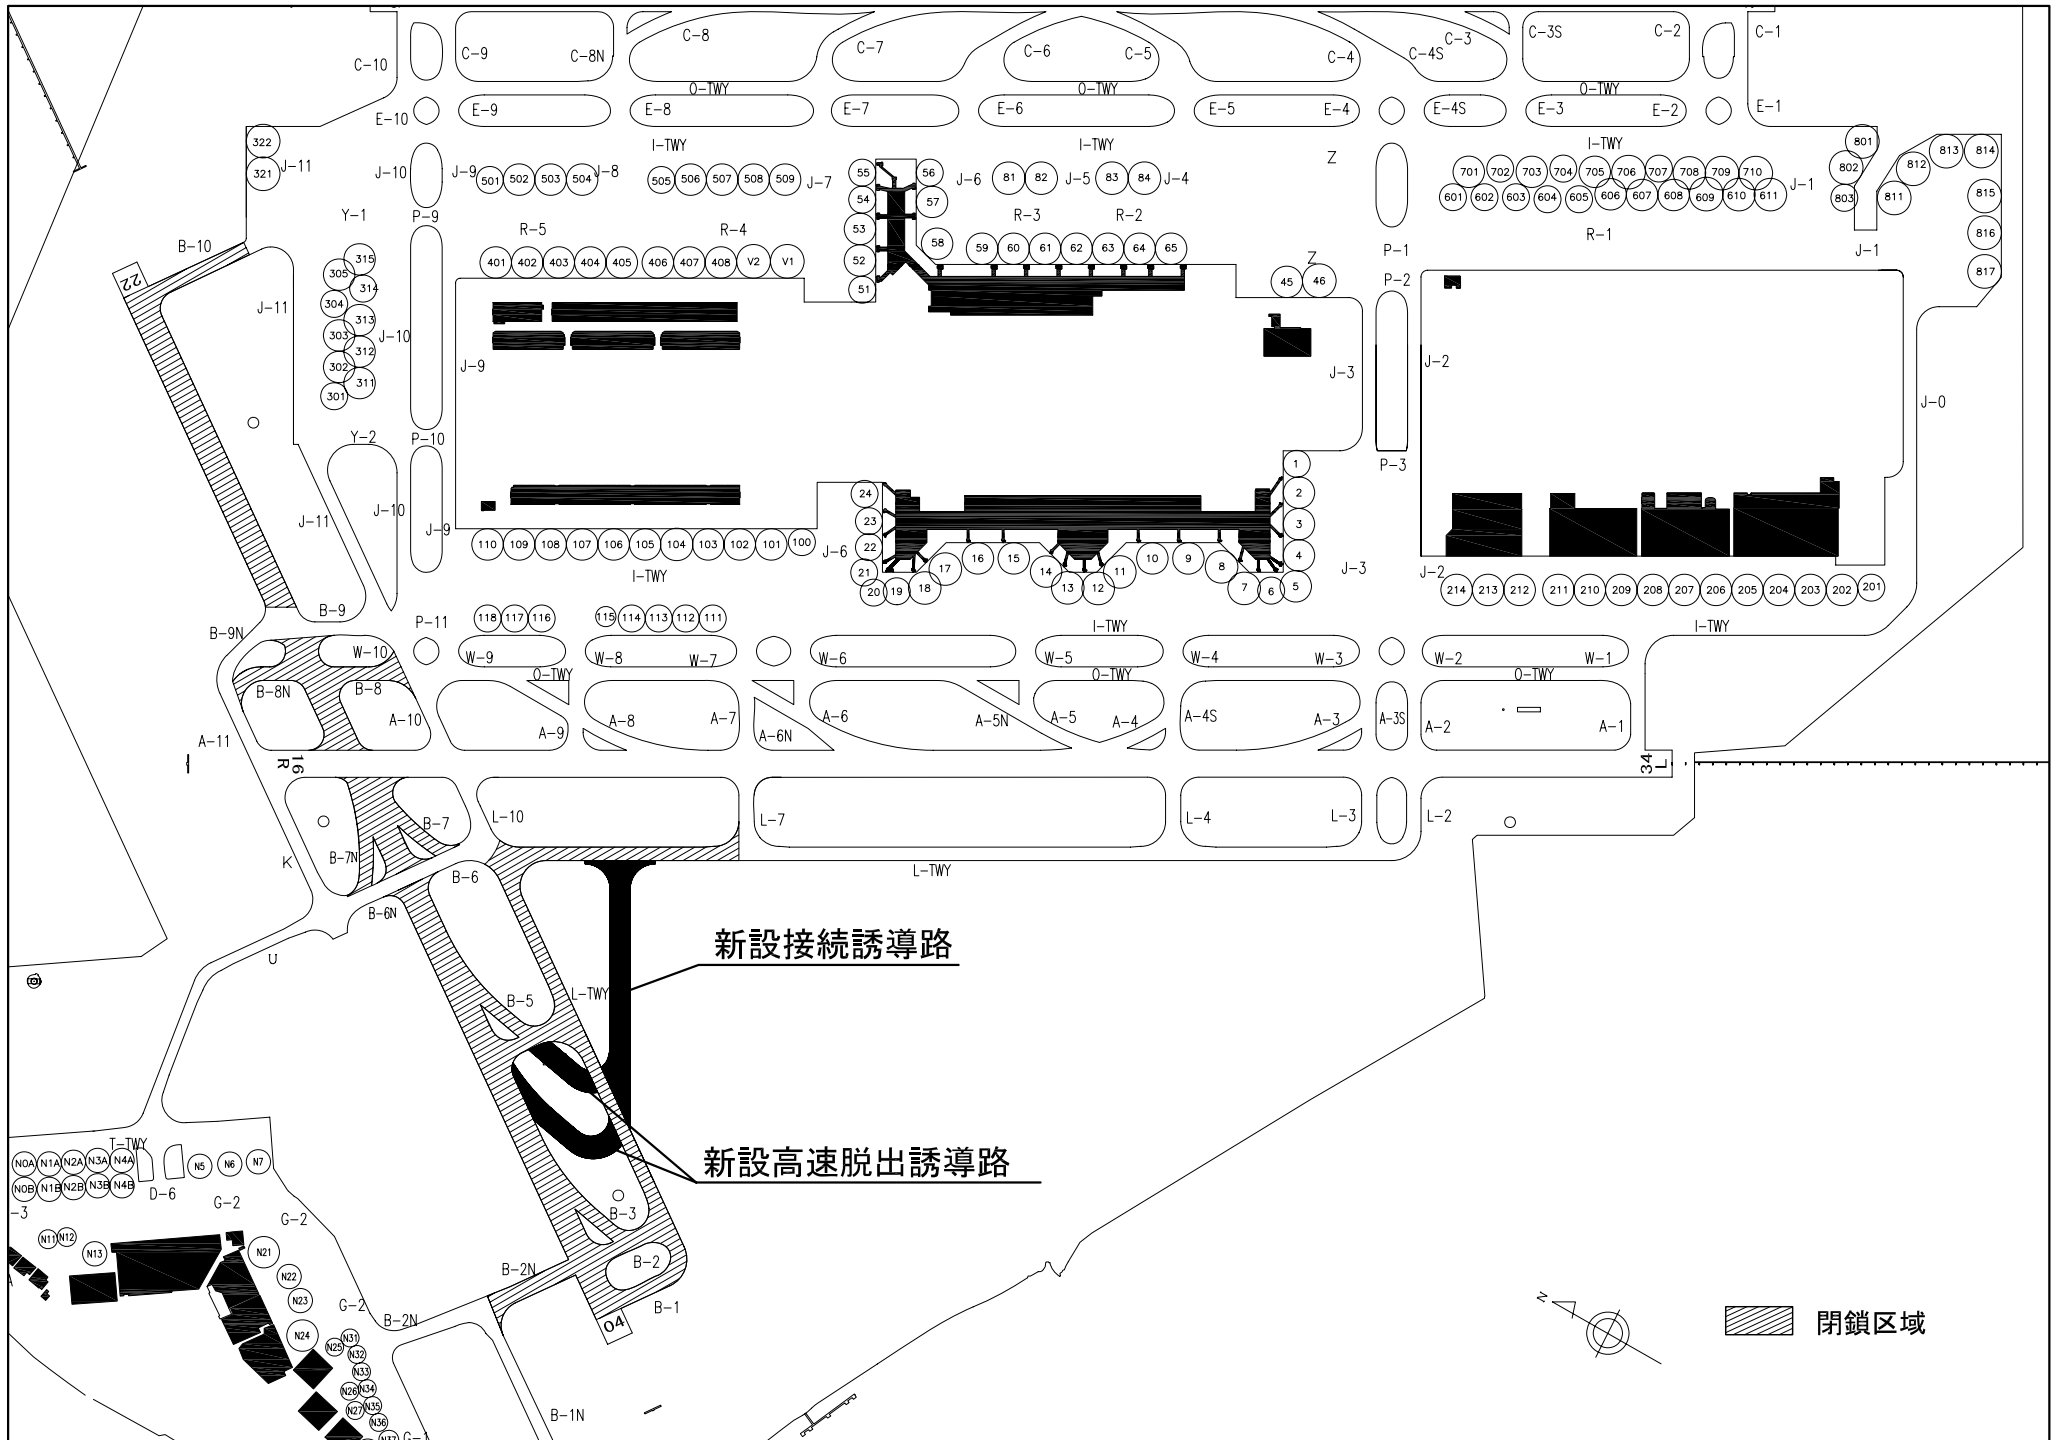 C-10
C-9
C-8N
C-8
C-7
C-6
C-5
C-4
C-4S
C-3
C-3S
C-2
C-1
O-TWY
O-TWY
O-TWY
E-10
E-9
E-8
E-7
E-6
E-5
E-4
E-4S
E-3
E-2
E-1
I-TWY
I-TWY
I-TWY
322
321
J-11
J-10
J-9
501
502
503
504
J-8
505
506
507
508
509
J-7
55
54
53
52
51
56
57
58
J-6
81
82
J-5
83
84
J-4
Z
701
702
703
704
705
706
707
708
709
710
601
602
603
604
605
606
607
608
609
610
611
J-1
801
802
803
811
812
813
814
815
816
817
J-1
Y-1
P-9
R-5
R-4
R-3
R-2
R-1
B-10
22
315
305
314
304
313
303
312
302
311
301
J-11
J-10
401
402
403
404
405
406
407
408
V2
V1
59
60
61
62
63
64
65
Z
45
46
P-1
P-2
J-9
J-3
J-2
J-0
Y-2
P-10
P-3
J-11
J-10
J-9
110
109
108
107
106
105
104
103
102
101
100
J-6
24
23
22
21
20
19
18
17
16
15
14
13
12
11
10
9
8
7
6
5
4
3
2
1
J-3
J-2
214
213
212
211
210
209
208
207
206
205
204
203
202
201
I-TWY
I-TWY
I-TWY
B-9
B-9N
P-11
118
117
116
115
114
113
112
111
W-10
W-9
W-8
W-7
W-6
W-5
W-4
W-3
W-2
W-1
O-TWY
O-TWY
O-TWY
B-8N
B-8
A-11
A-10
A-9
A-8
A-7
A-6N
A-6
A-5N
A-5
A-4
A-4S
A-3
A-3S
A-2
A-1
16
R
34
L
K
B-7N
B-7
L-10
L-7
L-4
L-3
L-2
L-TWY
B-6
B-6N
U
B-5
L-TWY
新設接続誘導路
新設高速脱出誘導路
T-TWY
N0A
N1A
N2A
N3A
N4A
N0B
N1B
N2B
N3B
N4B
D-6
N5
N6
N7
-3
G-2
G-2
N11
N12
N13
N21
N22
N23
N24
G-2
B-2N
B-2N
B-3
B-2
B-1
04
N25
N31
N32
N33
N26
N34
N27
N35
N36
N37
G-1
B-1N
N
閉鎖区域